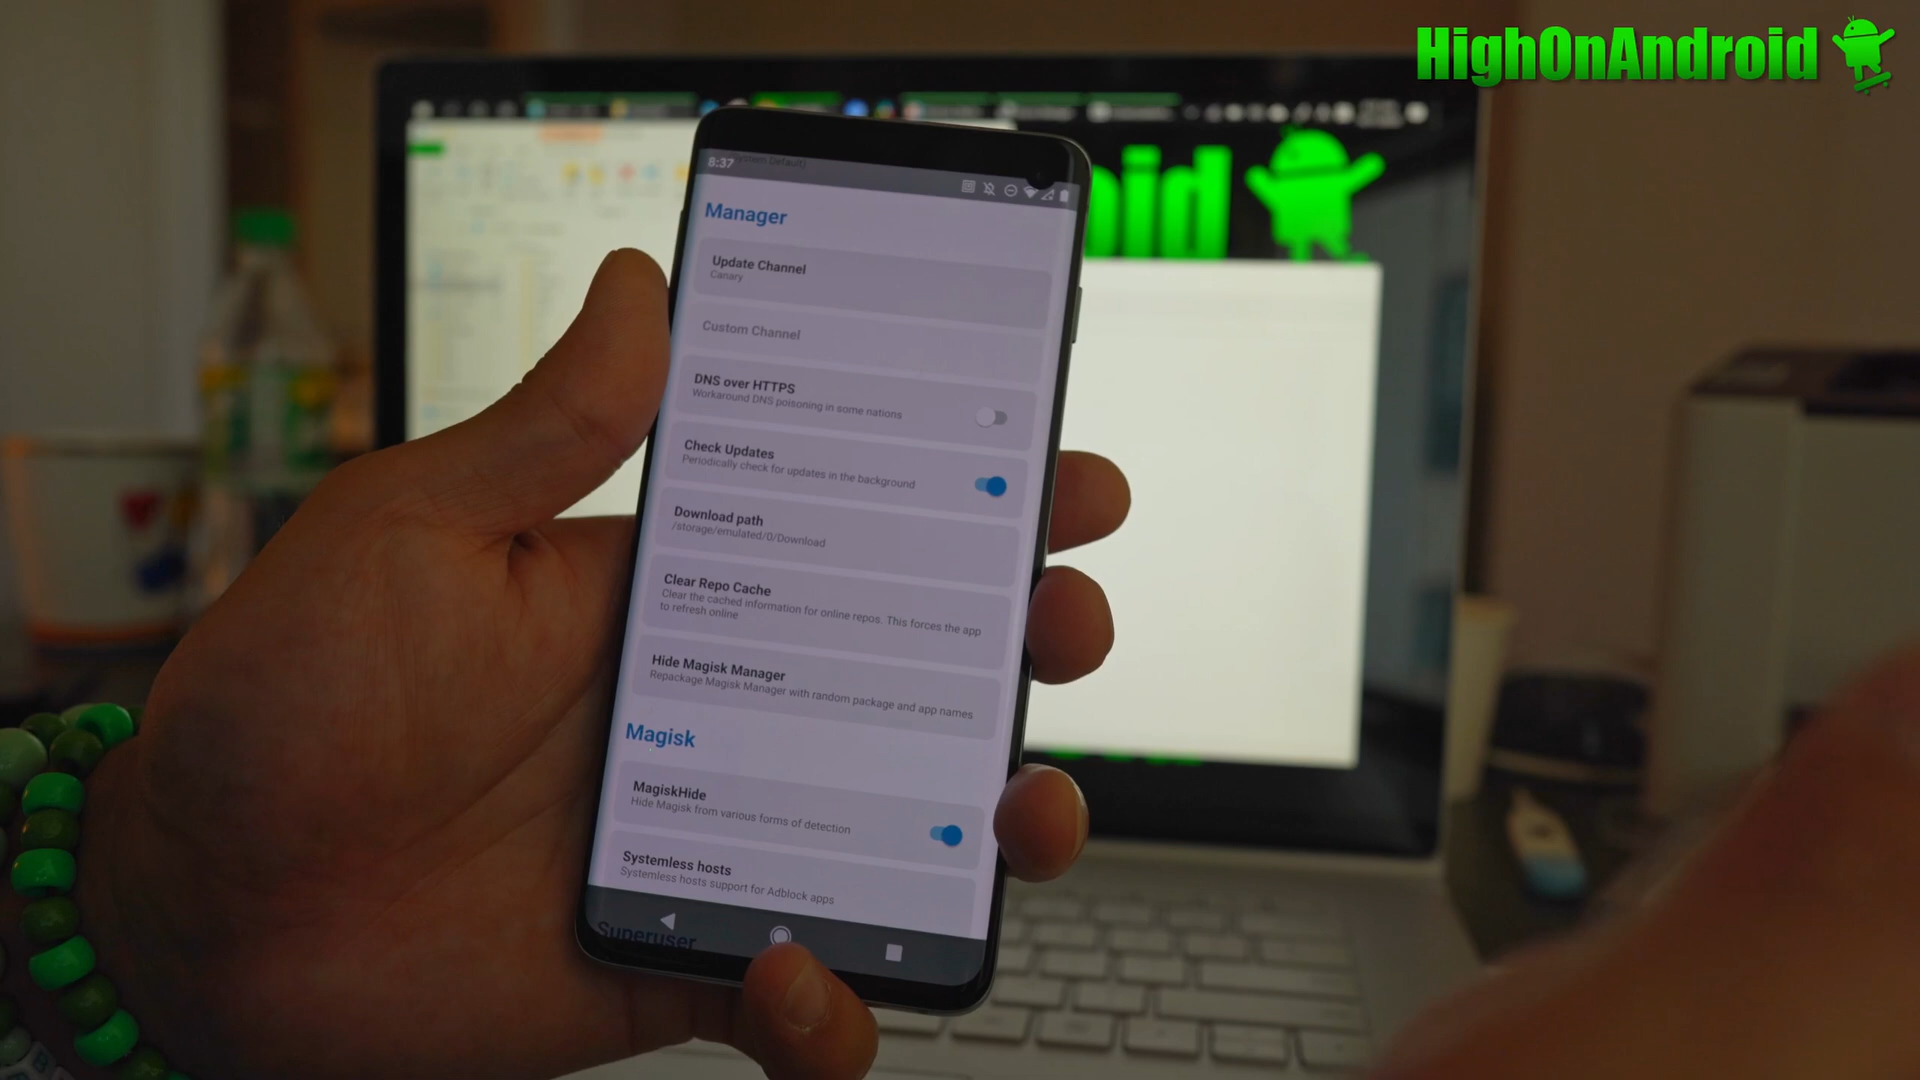 HighOnAndroid
8:37
(System Default)
Manager
Update Channel
Canary
Custom Channel
DNS over HTTPS
Workaround DNS poisoning in some nations
Check Updates
Periodically check for updates in the background
Download path
/storage/emulated/0/Download
Clear Repo Cache
Clear the cached information for online repos. This forces the app
to refresh online
Hide Magisk Manager
Repackage Magisk Manager with random package and app names
Magisk
MagiskHide
Hide Magisk from various forms of detection
Systemless hosts
Systemless hosts support for Adblock apps
Superuser
oid